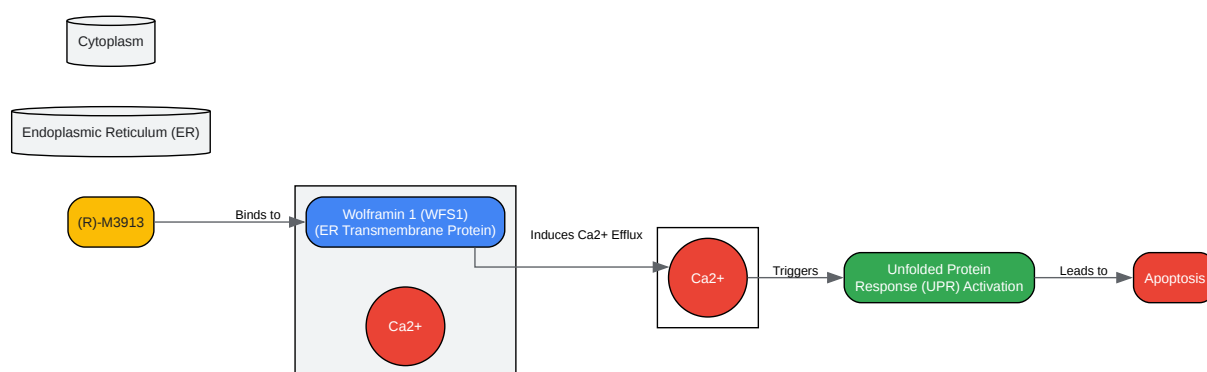 Cytoplasm
Endoplasmic Reticulum (ER)
(R)-M3913
Binds to
Wolframin 1 (WFS1)
(ER Transmembrane Protein)
Induces Ca2+ Efflux
Ca2+
Ca2+
Triggers
Unfolded Protein
Response (UPR) Activation
Leads to
Apoptosis